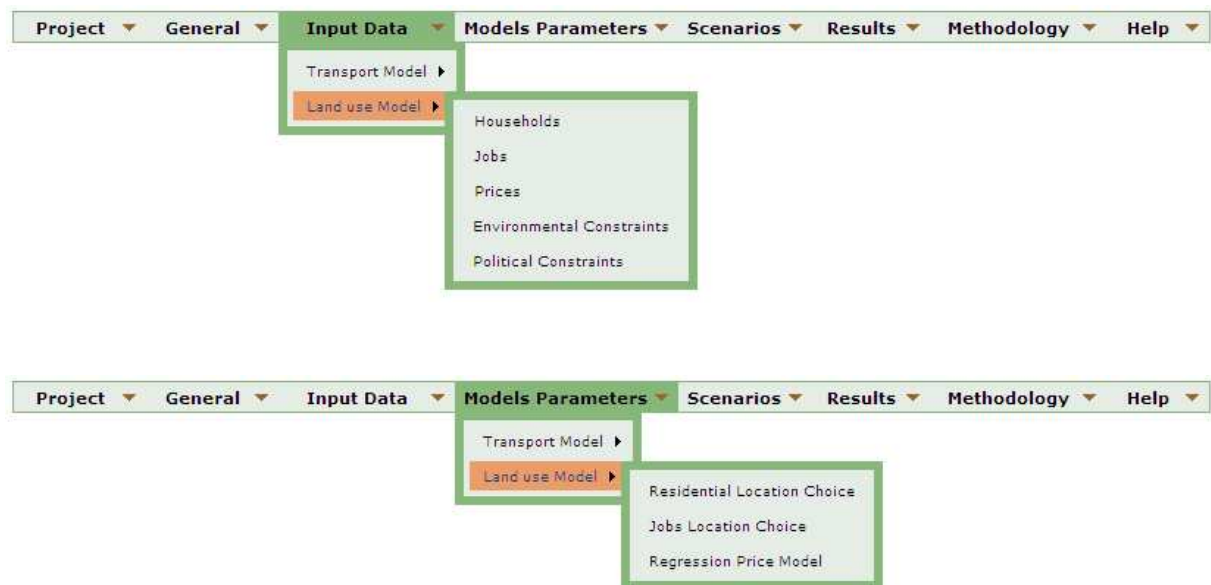 Project General Input Data Models Parameters Scenarios Results Methodology Help
Transport Model
Land use Model
Households
Jobs
Prices
Environmental Constraints
Political Constraints
Project General Input Data Models Parameters Scenarios Results Methodology Help
Transport Model
Land use Model
Residential Location Choice
Jobs Location Choice
Regression Price Model